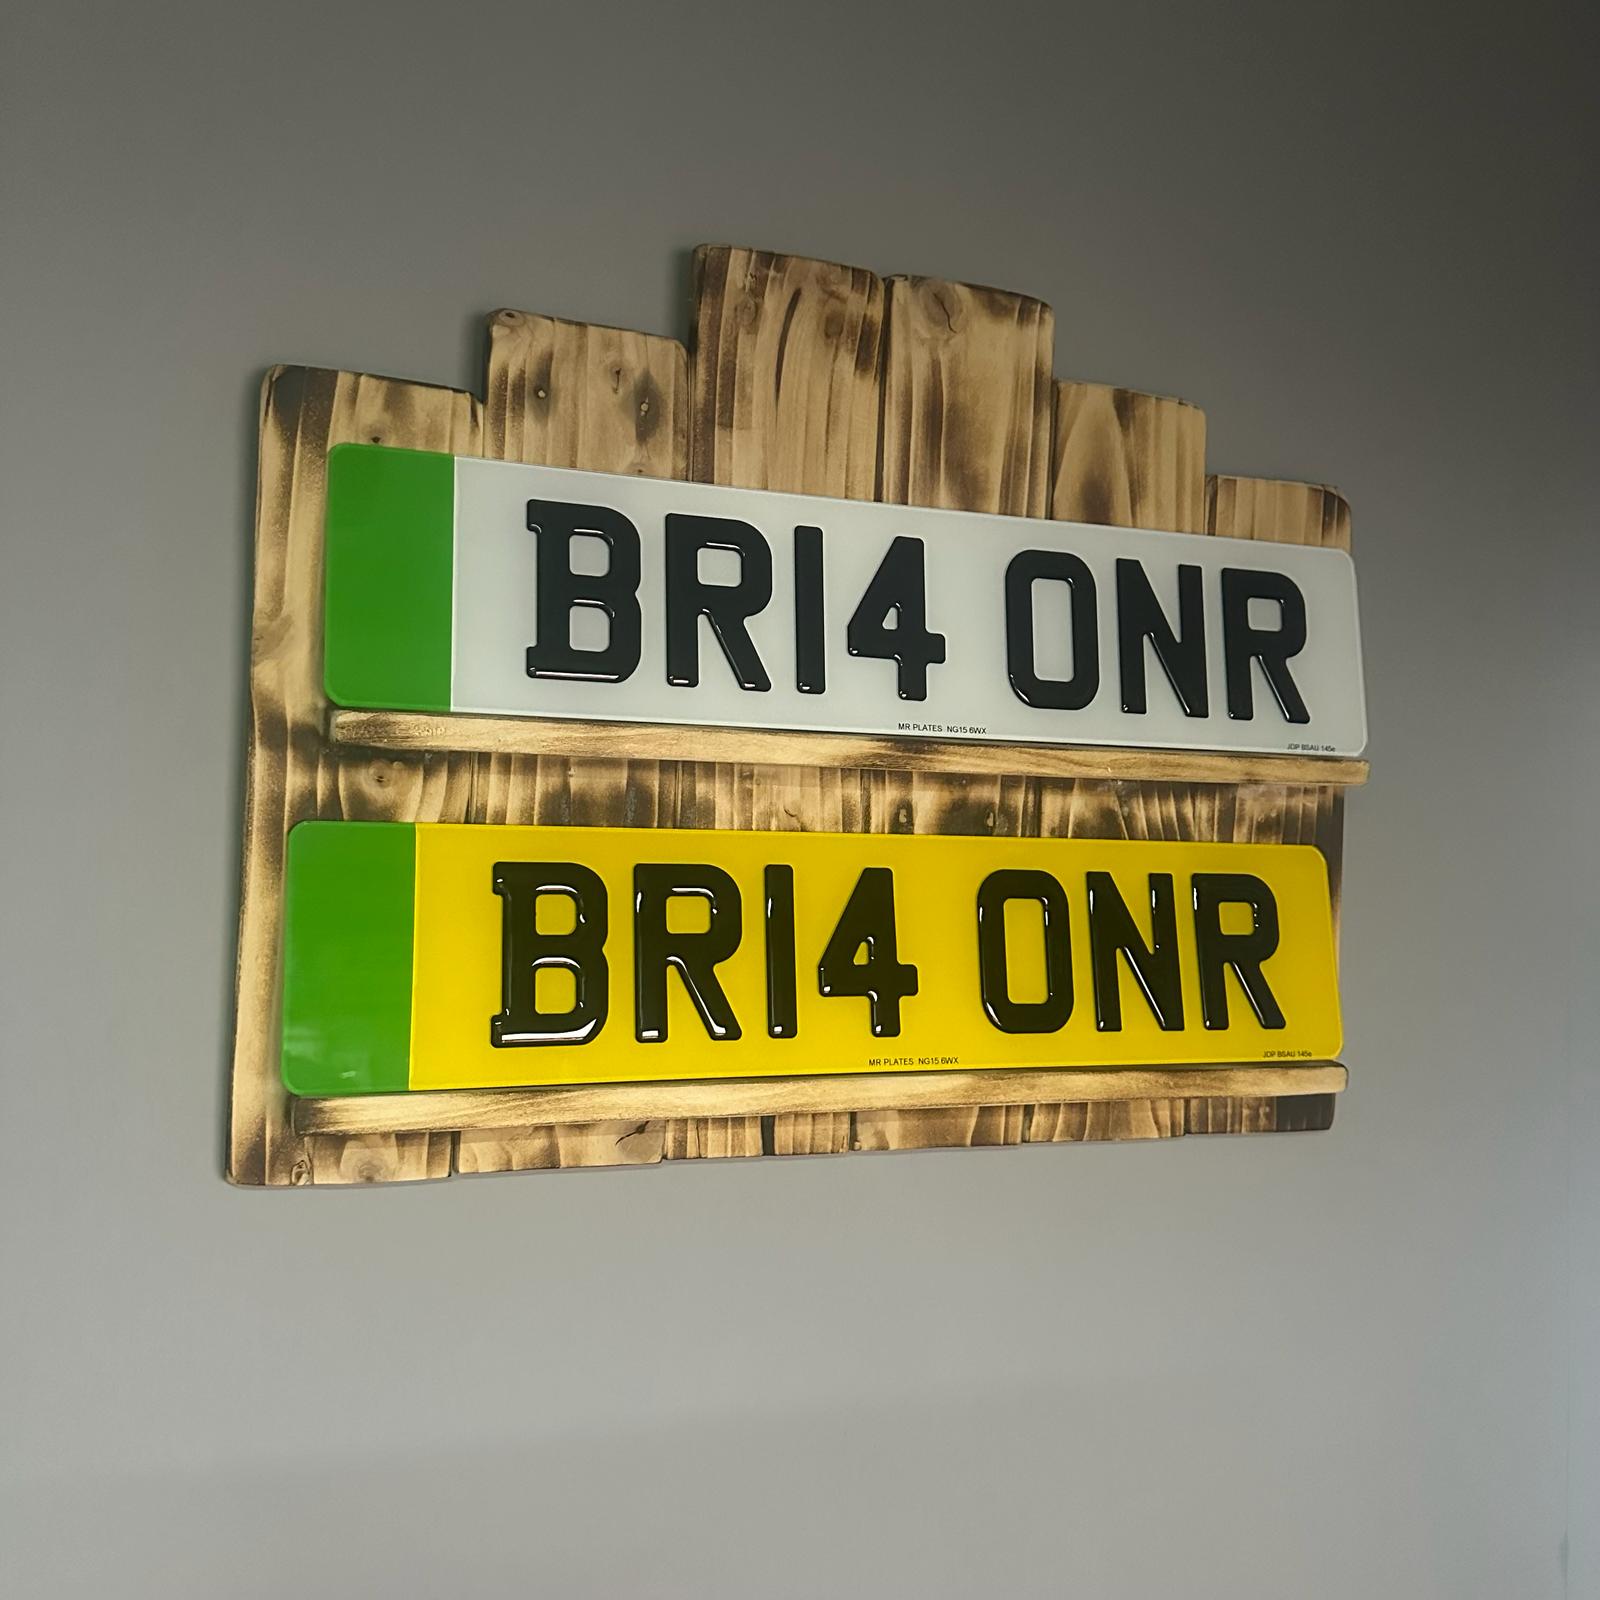 BR14 ONR
MR PLATES NG15 6WX
JDP BSAU 145e
BR14 ONR
MR PLATES NG15 6WX
JDP BSAU 145e